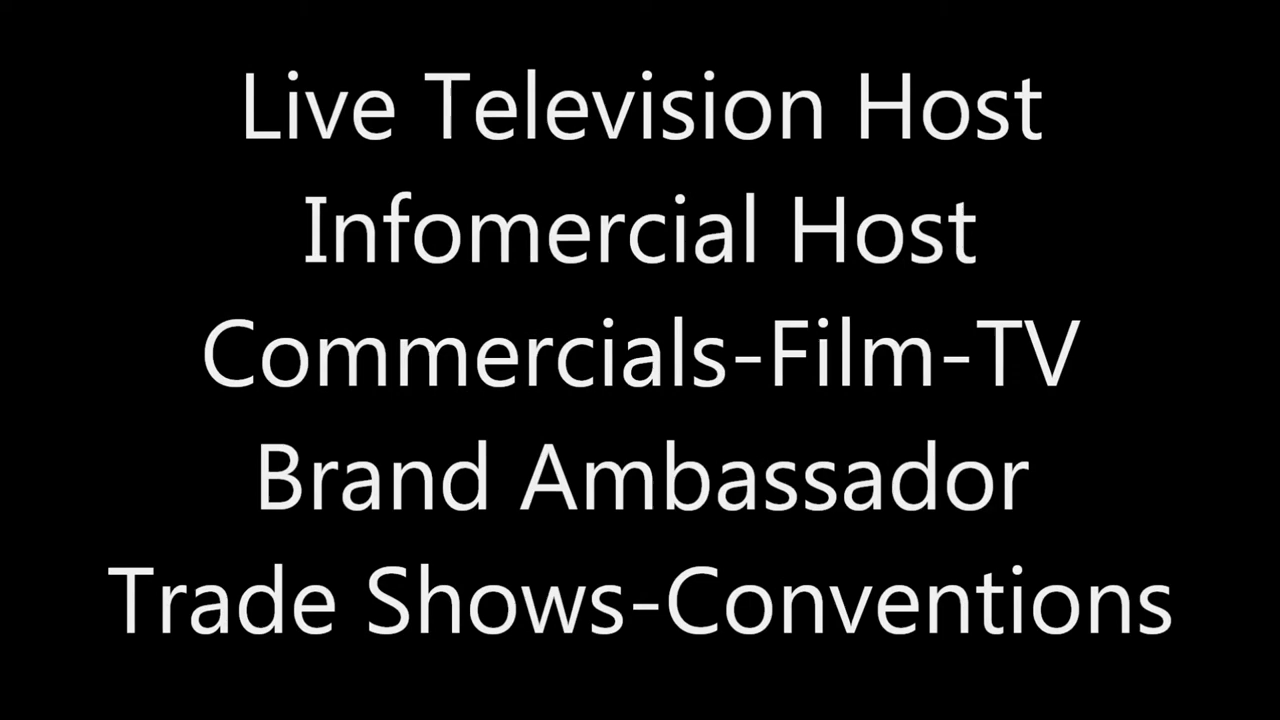 Live Television Host
Infomercial Host
Commercials-Film-TV
Brand Ambassador
Trade Shows-Conventions